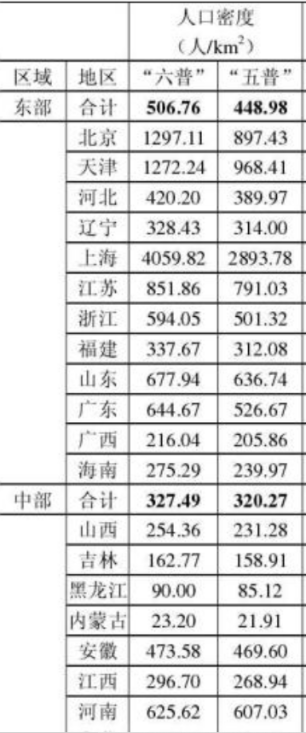 人口密度
（人/km²）
区域 地区 “六普” “五普”
东部 合计 506.76 448.98
北京 1297.11 897.43
天津 1272.24 968.41
河北 420.20 389.97
辽宁 328.43 314.00
上海 4059.82 2893.78
江苏 851.86 791.03
浙江 594.05 501.32
福建 337.67 312.08
山东 677.94 636.74
广东 644.67 526.67
广西 216.04 205.86
海南 275.29 239.97
中部 合计 327.49 320.27
山西 254.36 231.28
吉林 162.77 158.91
黑龙江 90.00 85.12
内蒙古 23.20 21.91
安徽 473.58 469.60
江西 296.70 268.94
河南 625.62 607.03